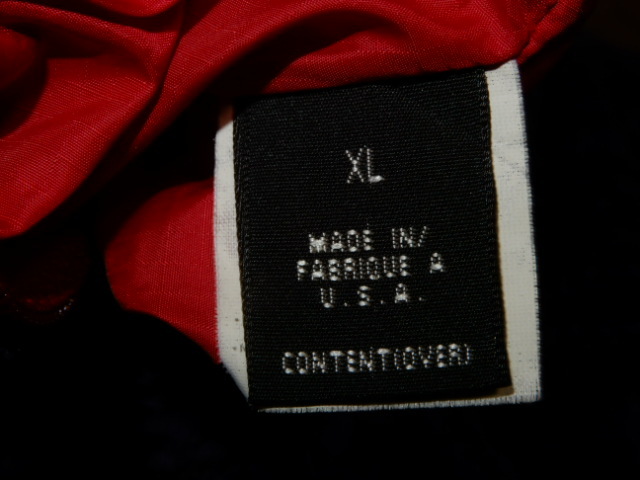 XL
MADE IN/
FABRIQUE A
U.S.A.
CONTENT(OVER)